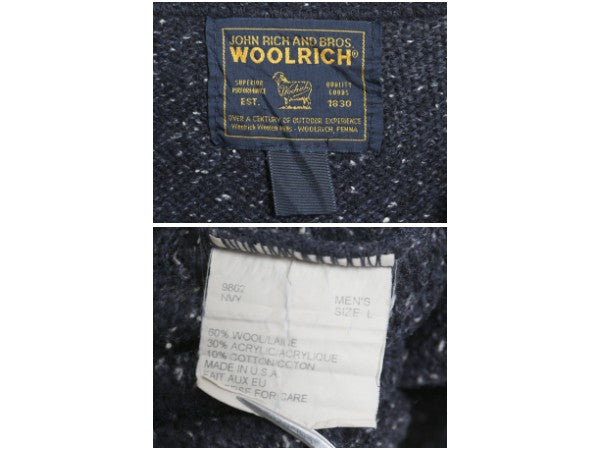 JOHN RICH AND BROS.
WOOLRICH®
SUPERIOR
PERFORMANCE
Woolrich
QUALITY
GOODS
EST. 1830
OVER A CENTURY OF OUTDOOR EXPERIENCE
Woolrich Woolen Mills - WOOLRICH, PENNA
NVY
MEN'S
SIZE L
60% WOOL/LAINE
30% ACRYLIC/ACRYLIQUE
10% COTTON/COTON
MADE IN U.S.A
FAIT AUX EU
FOR CARE